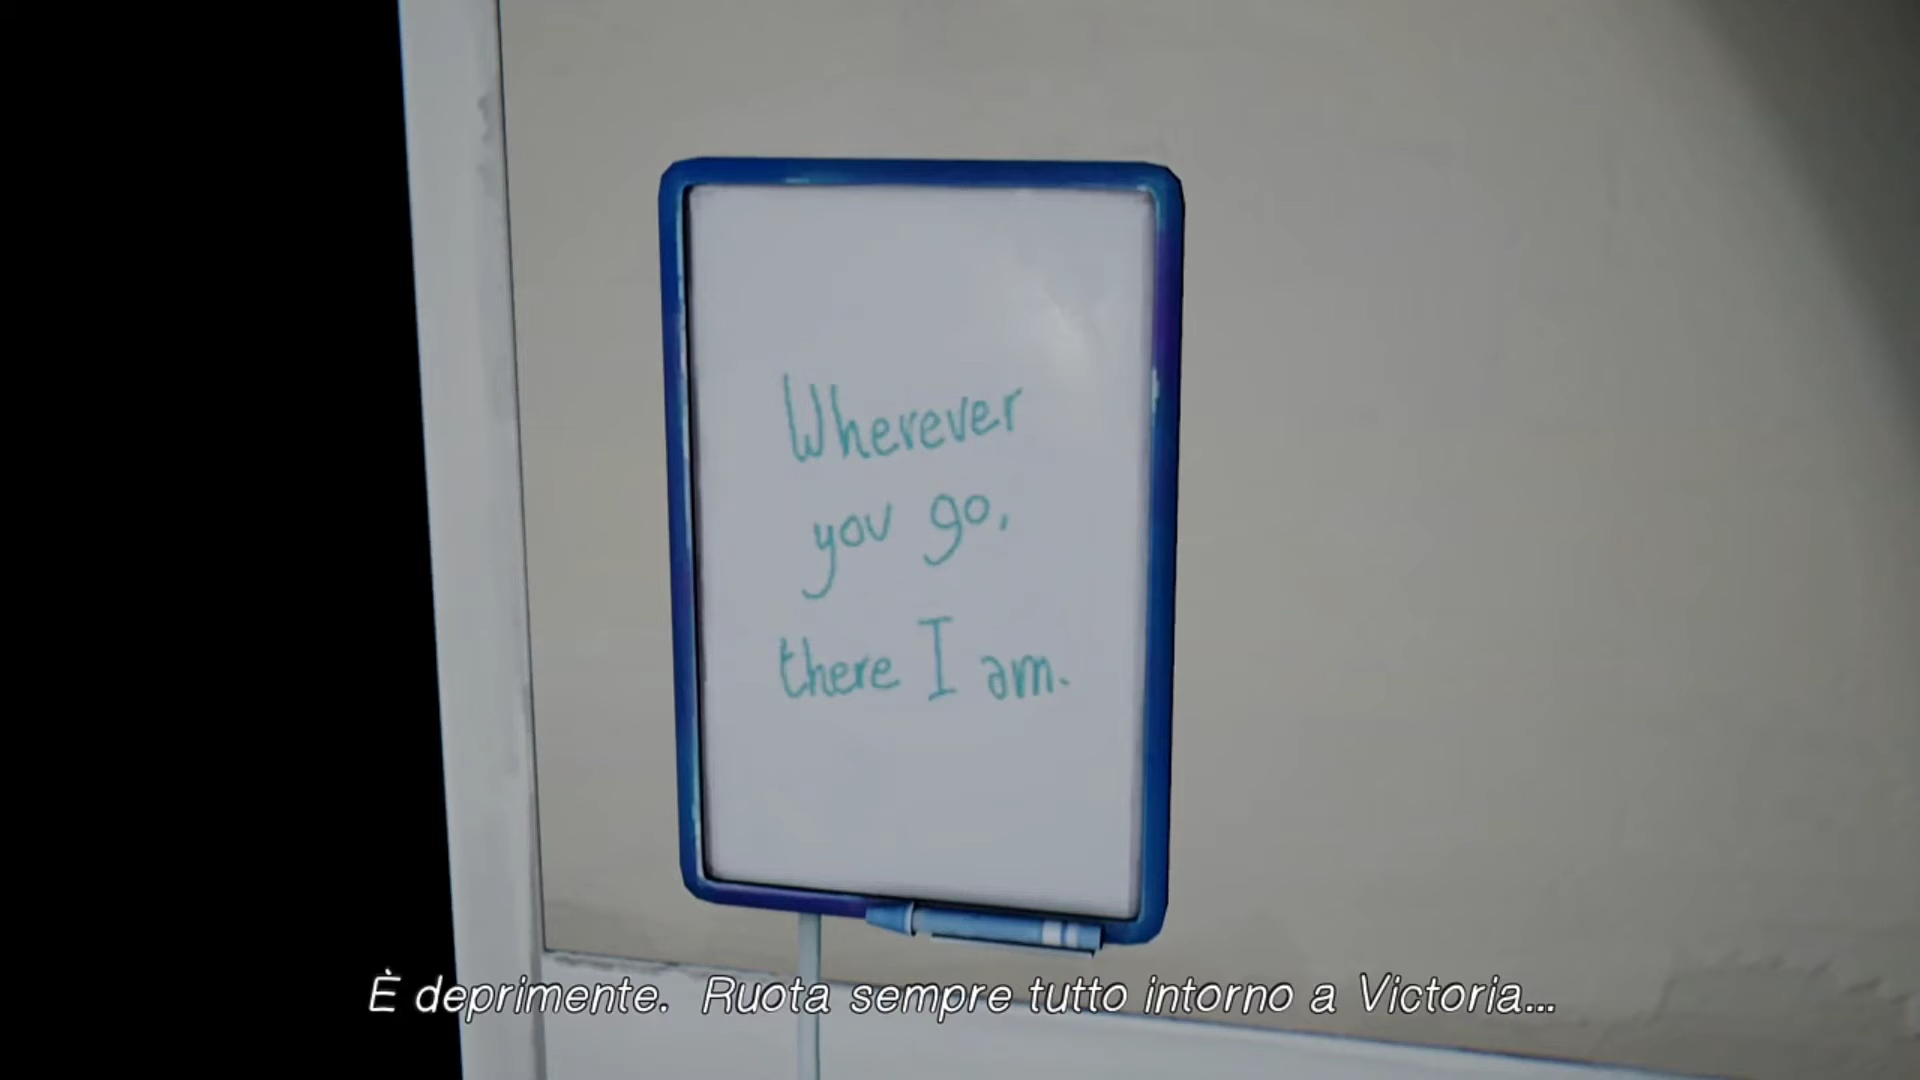 Wherever
you go,
there I am.
È deprimente. Ruota sempre tutto intorno a Victoria...